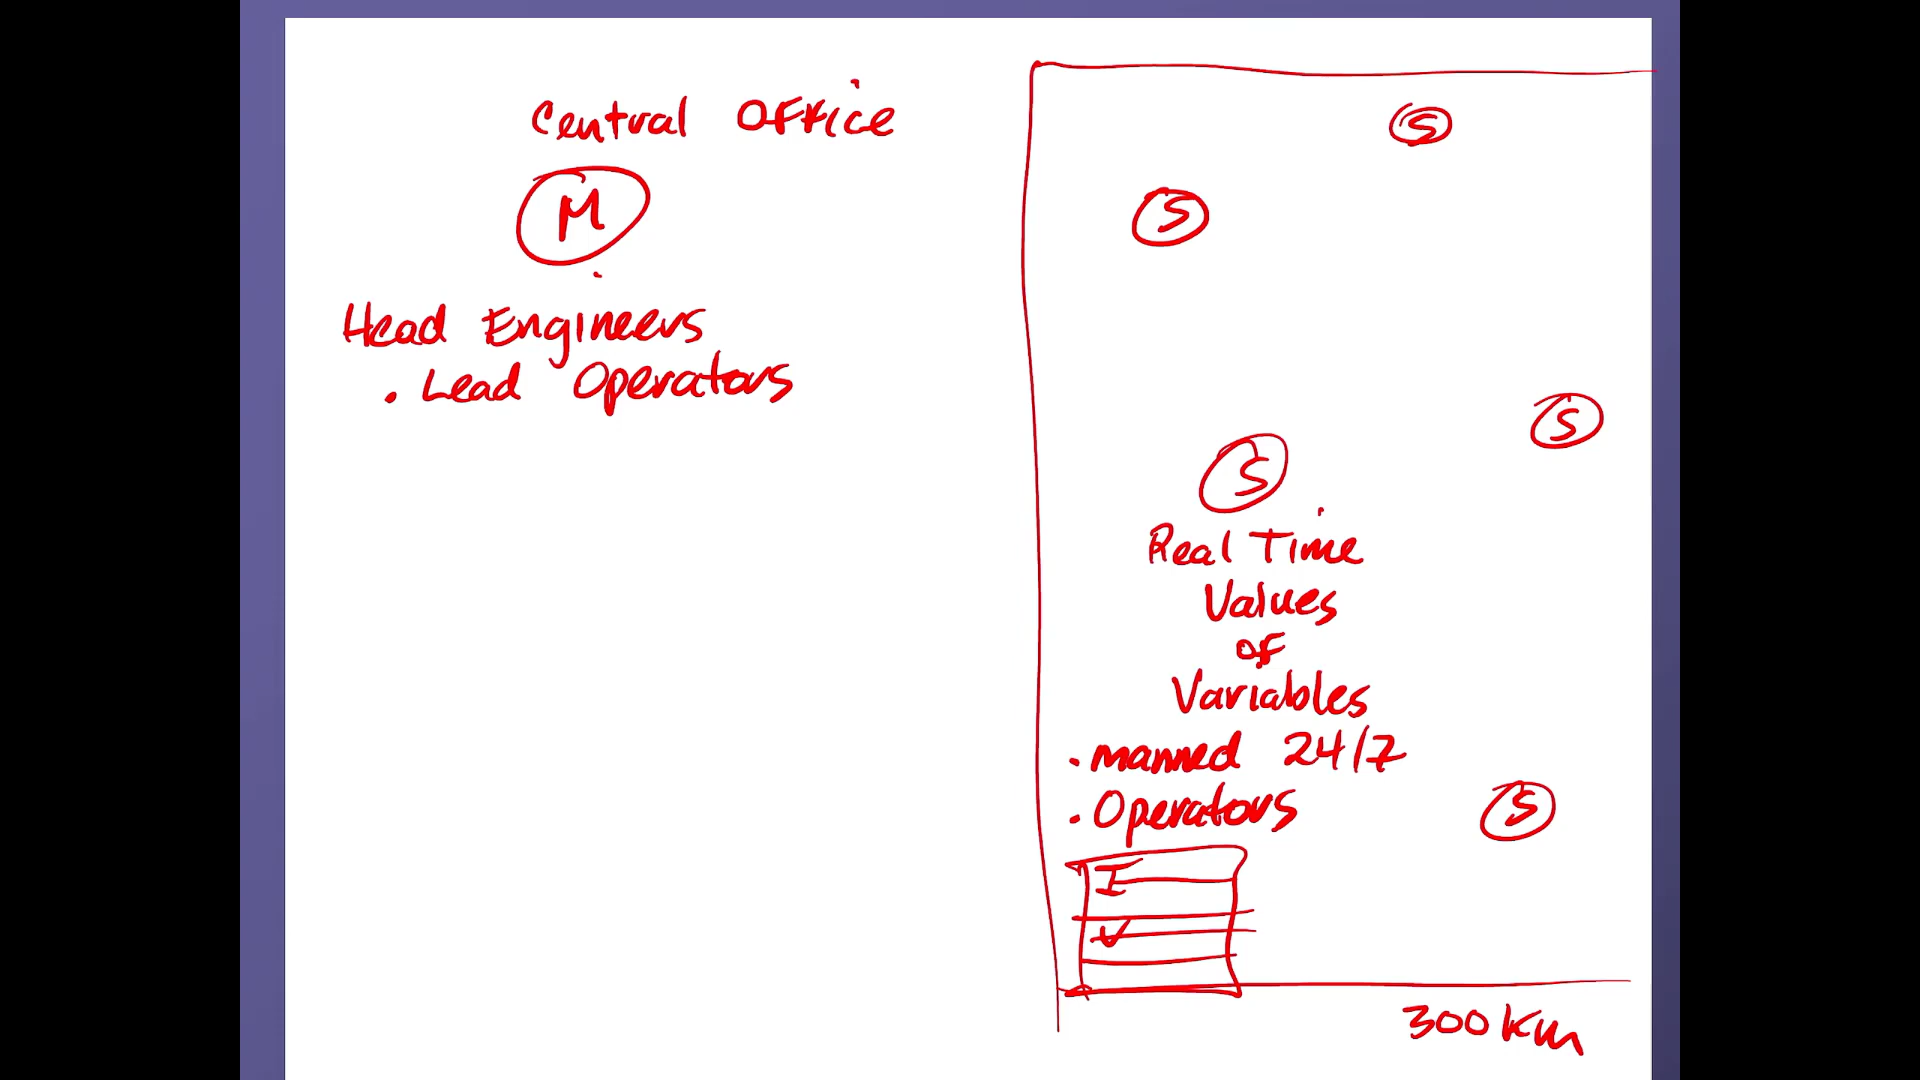 Central Office
M
Head Engineers
. Lead Operators
S
S
S
S
Real Time
Values
of
Variables
. manned 24/7
. Operators
S
I
V
300 Km